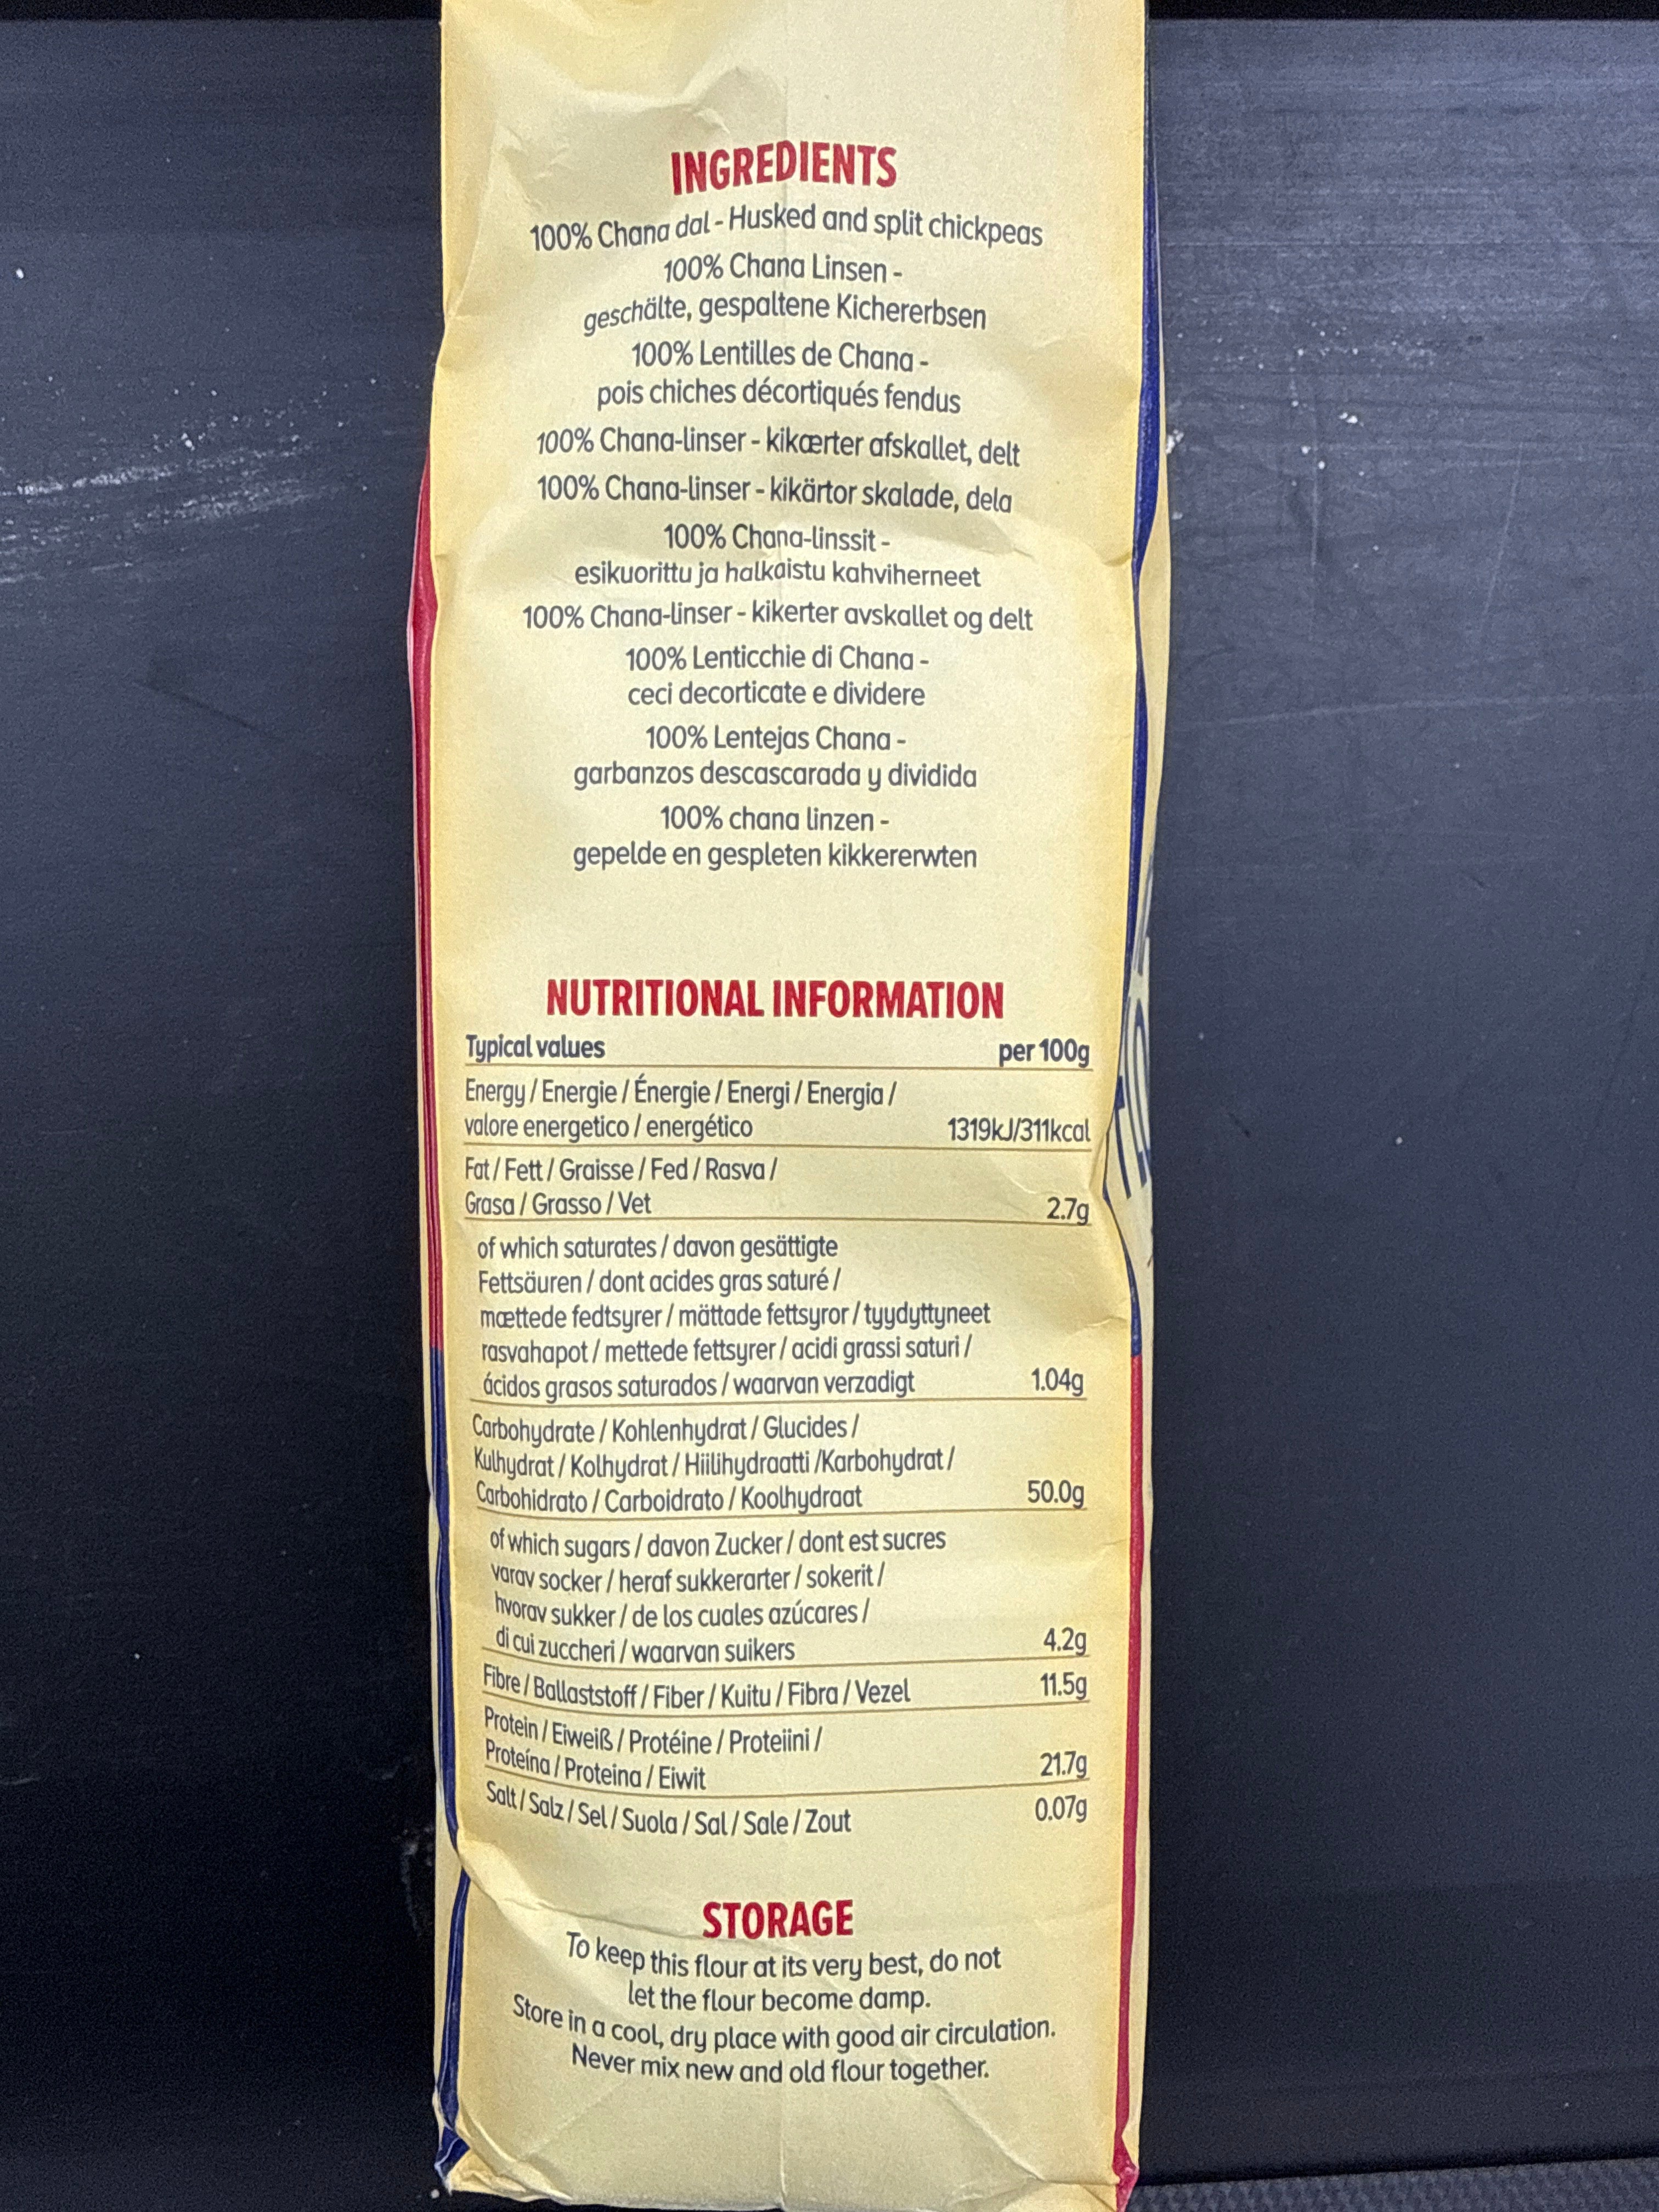 INGREDIENTS
100% Chana dal - Husked and split chickpeas
100% Chana Linsen -
geschälte, gespaltene Kichererbsen
100% Lentilles de Chana -
pois chiches décortiqués fendus
100% Chana-linser - kikærter afskallet, delt
100% Chana-linser - kikärtor skalade, dela
100% Chana-linssit -
esikuorittu ja halkaistu kahviherneet
100% Chana-linser - kikerter avskallet og delt
100% Lenticchie di Chana -
ceci decorticate e dividere
100% Lentejas Chana -
garbanzos descascarada y dividida
100% chana linzen -
gepelde en gespleten kikkererwten
NUTRITIONAL INFORMATION
Typical values per 100g
Energy / Energie / Énergie / Energi / Energia /
valore energetico / energético 1319kJ/311kcal
Fat / Fett / Graisse / Fed / Rasva /
Grasa / Grasso / Vet 2.7g
of which saturates / davon gesättigte
Fettsäuren / dont acides gras saturé /
mættede fedtsyrer / mättade fettsyror / tyydyttyneet
rasvahapot / mettede fettsyrer / acidi grassi saturi /
ácidos grasos saturados / waarvan verzadigt 1.04g
Carbohydrate / Kohlenhydrat / Glucides /
Kulhydrat / Kolhydrat / Hiilihydraatti /Karbohydrat /
Carbohidrato / Carboidrato / Koolhydraat 50.0g
of which sugars / davon Zucker / dont est sucres
varav socker / heraf sukkerarter / sokerit /
hvorav sukker / de los cuales azúcares /
di cui zuccheri / waarvan suikers 4.2g
Fibre / Ballaststoff / Fiber / Kuitu / Fibra / Vezel 11.5g
Protein / Eiweiß / Protéine / Proteiini /
Proteína / Proteina / Eiwit 21.7g
Salt / Salz / Sel / Suola / Sal / Sale / Zout 0.07g
STORAGE
To keep this flour at its very best, do not
let the flour become damp.
Store in a cool, dry place with good air circulation.
Never mix new and old flour together.